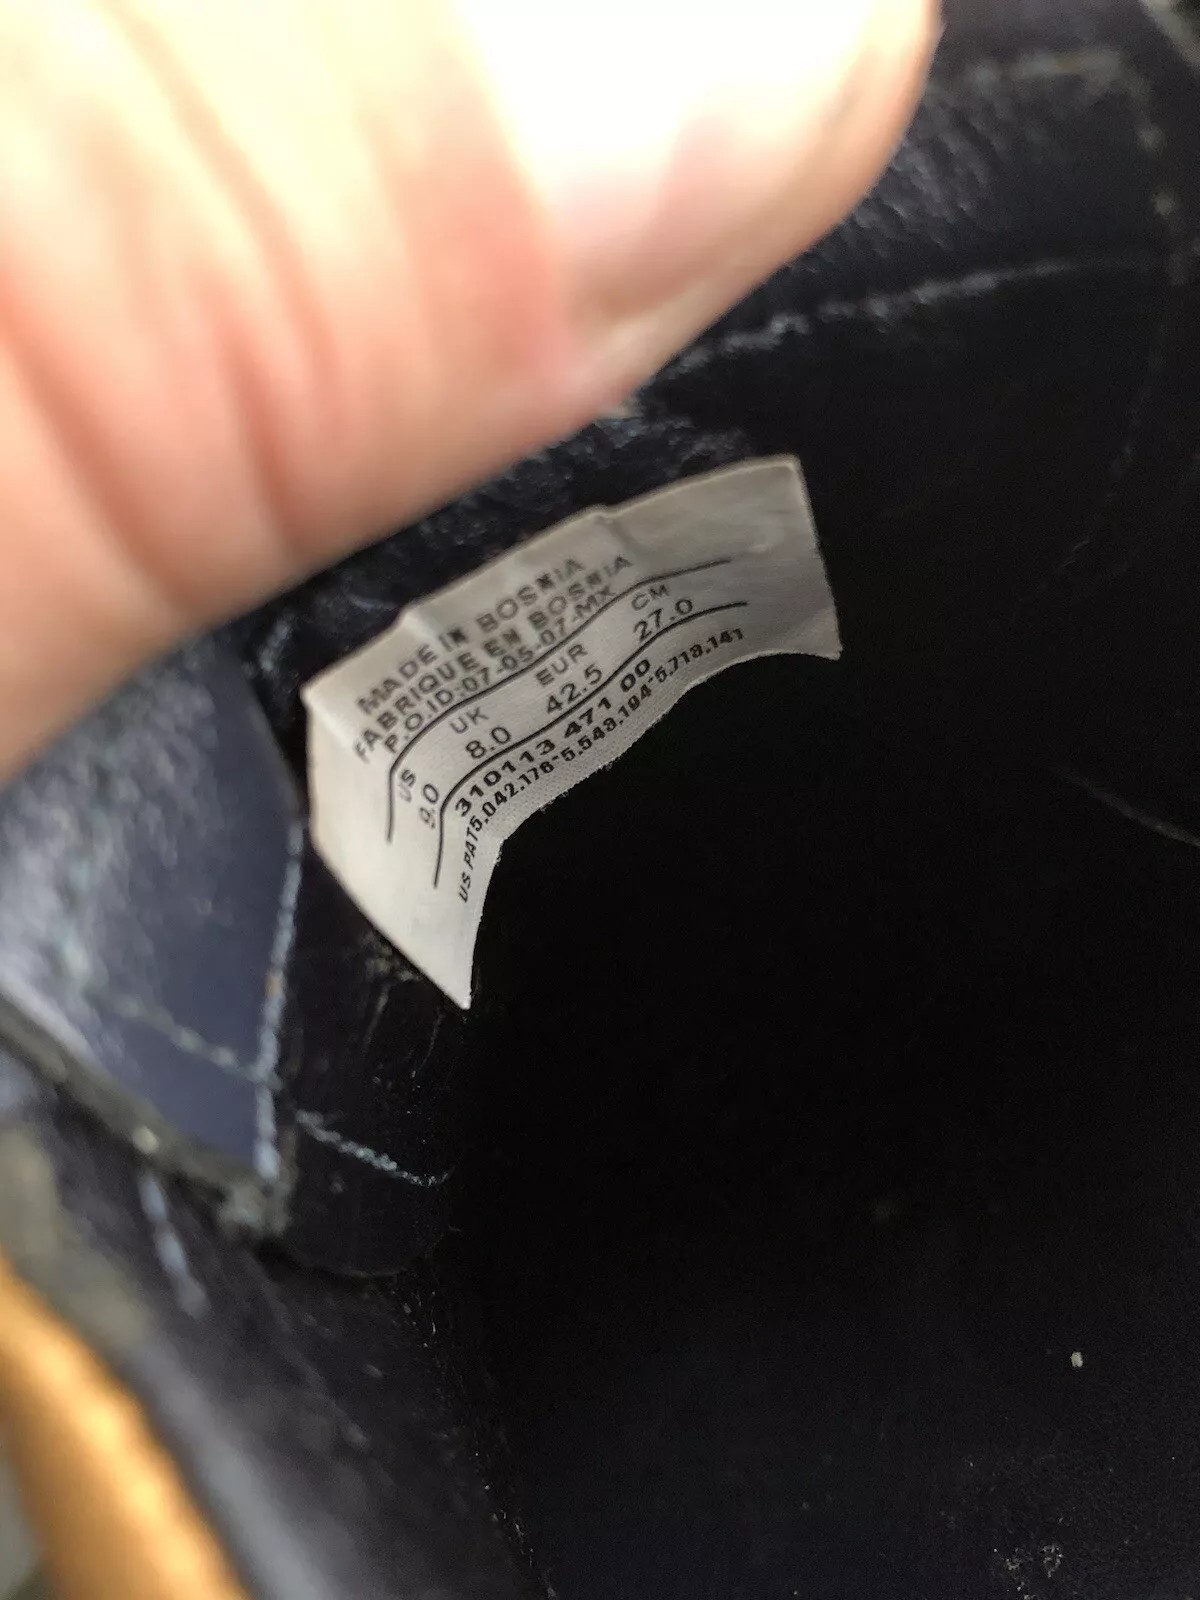 MADE IN BOSNIA
FABRIQUE EN BOSNIA
P.O.ID:07-05-07-MX
US UK EUR CM
9.0 8.0 42.5 27.0
310113 471 00
US PAT5,042,176-5,543,194-5,713,141